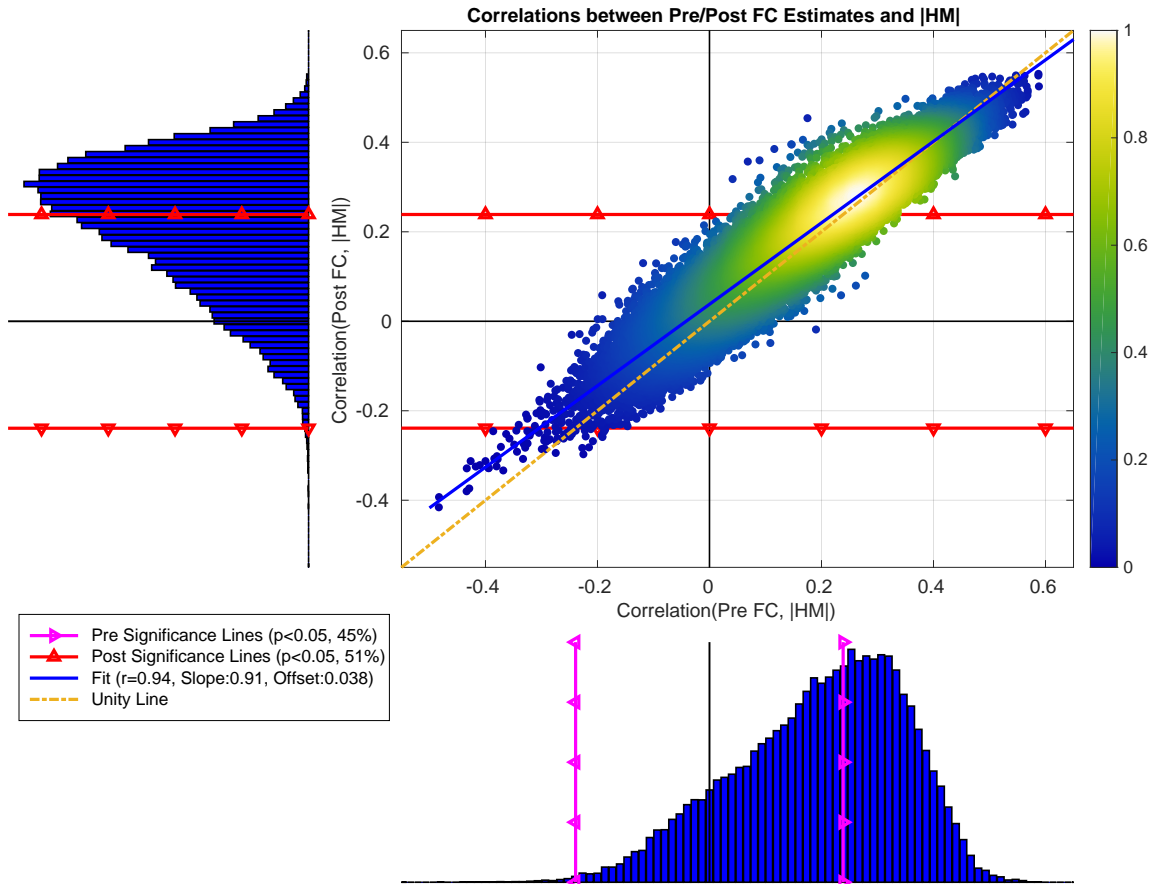 Correlations between Pre/Post FC Estimates and |HM|
0.6
0.4
0.2
0
-0.2
-0.4
Correlation(Post FC, |HM|)
-0.4
-0.2
0
0.2
0.4
0.6
Correlation(Pre FC, |HM|)
1
0.8
0.6
0.4
0.2
0
Pre Significance Lines (p<0.05, 45%)
Post Significance Lines (p<0.05, 51%)
Fit (r=0.94, Slope:0.91, Offset:0.038)
Unity Line